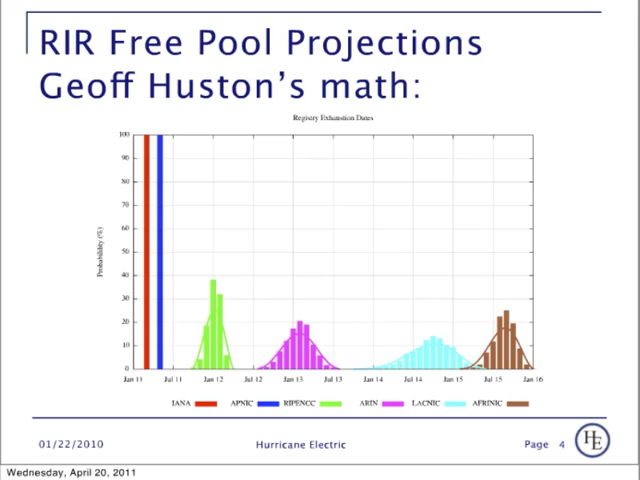 RIR Free Pool Projections
Geoff Huston's math:
Registry Exhaustion Dates
Probability (%)
100
90
80
70
60
50
40
30
20
10
0
Jan 11 Jul 11 Jan 12 Jul 12 Jan 13 Jul 13 Jan 14 Jul 14 Jan 15 Jul 15 Jan 16
IANA APNIC RIPENCC ARIN LACNIC AFRINIC
01/22/2010 Hurricane Electric Page 4
HE
Wednesday, April 20, 2011